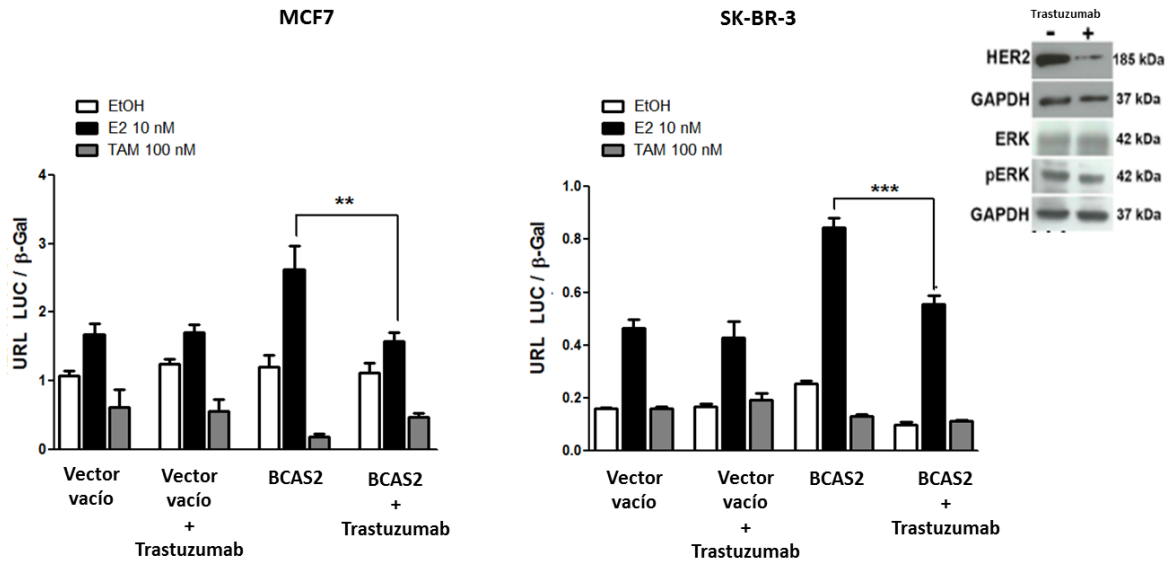 MCF7
EtOH
E2 10 nM
TAM 100 nM
URL LUC / β-Gal
4
3
2
1
0
**
Vector
vacío
Vector
vacío
+
Trastuzumab
BCAS2
BCAS2
+
Trastuzumab
SK-BR-3
EtOH
E2 10 nM
TAM 100 nM
URL LUC / β-Gal
1.0
0.8
0.6
0.4
0.2
0.0
***
Vector
vacío
Vector
vacío
+
Trastuzumab
BCAS2
BCAS2
+
Trastuzumab
Trastuzumab
- +
HER2 185 kDa
GAPDH 37 kDa
ERK 42 kDa
pERK 42 kDa
GAPDH 37 kDa